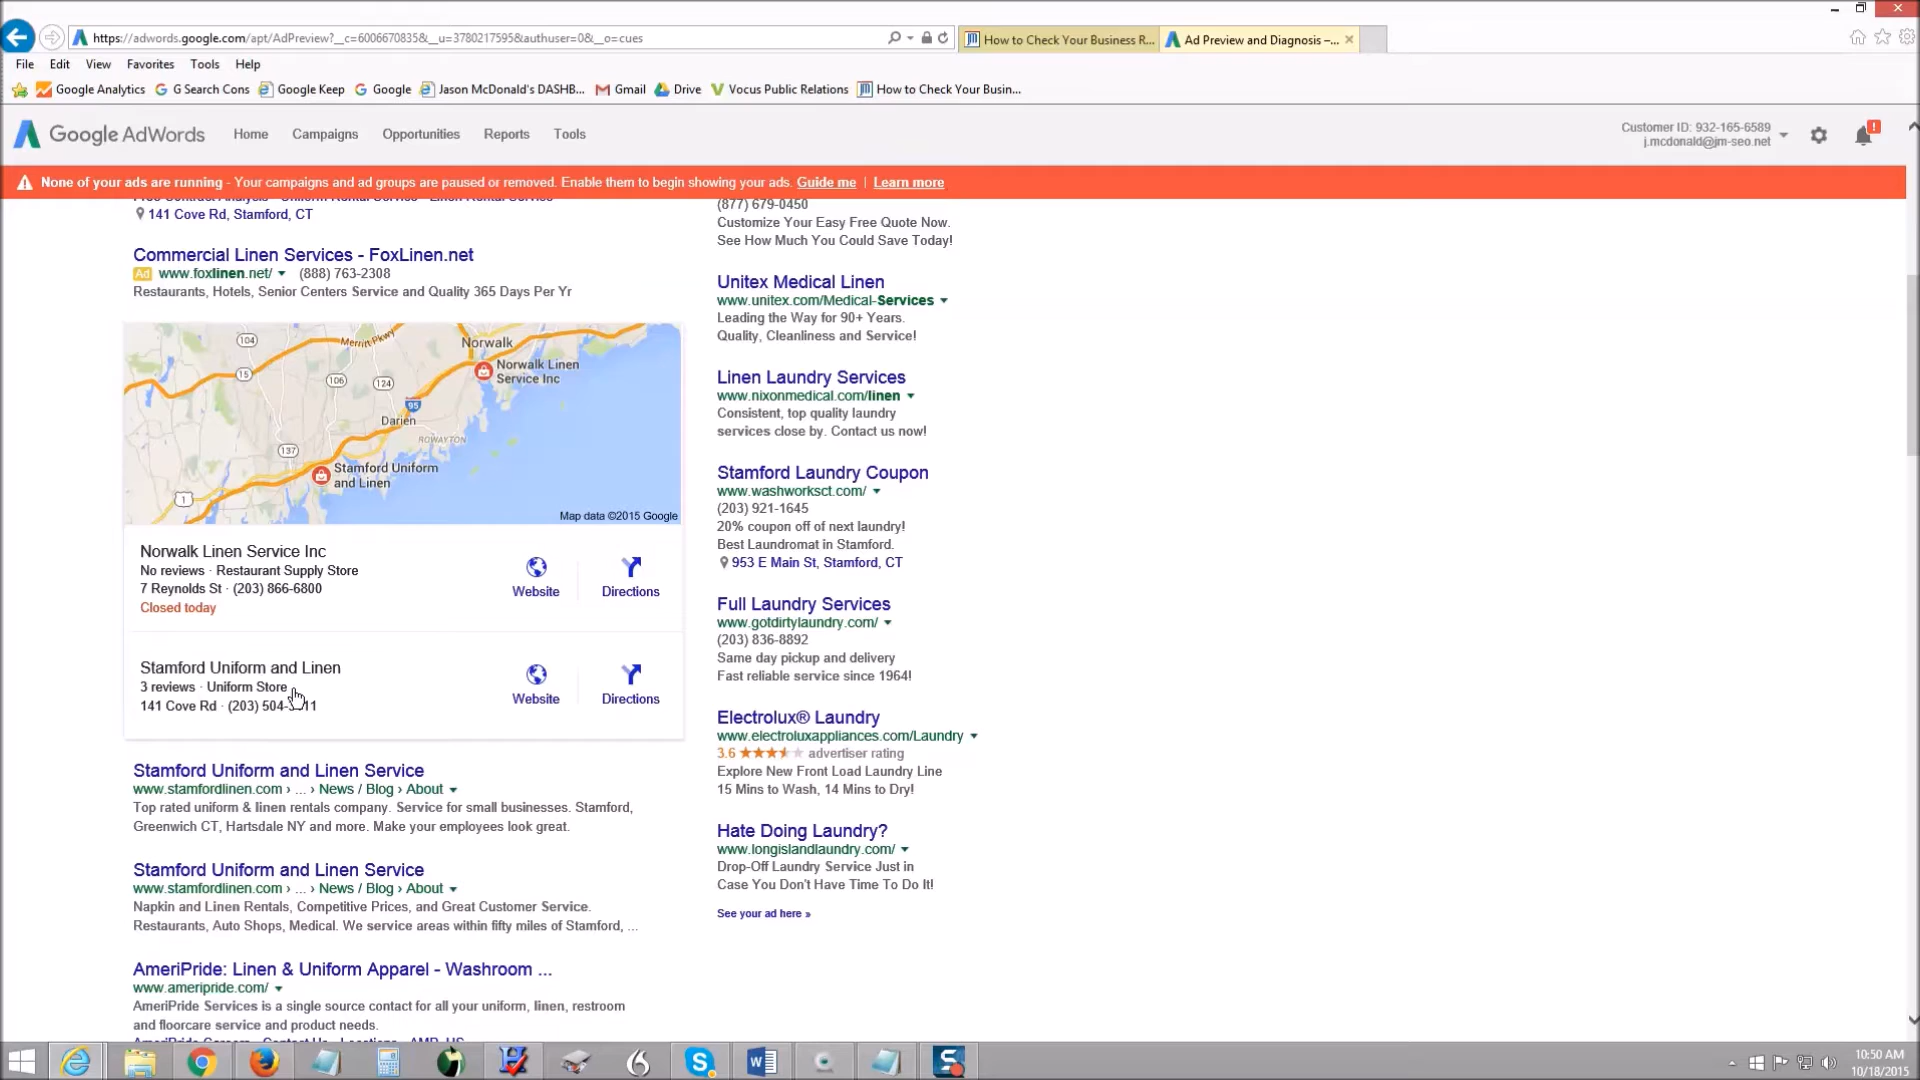 https://adwords.google.com/apt/AdPreview?__c=6006670835&__u=3780217595&authuser=0&__o=cues
How to Check Your Business R...
Ad Preview and Diagnosis –...
File Edit View Favorites Tools Help
Google Analytics G Search Cons Google Keep Google Jason McDonald's DASHB... Gmail Drive Vocus Public Relations How to Check Your Busin...
Google AdWords Home Campaigns Opportunities Reports Tools
Customer ID: 932-165-6589
j.mcdonald@jm-seo.net
None of your ads are running - Your campaigns and ad groups are paused or removed. Enable them to begin showing your ads. Guide me | Learn more
141 Cove Rd, Stamford, CT
Commercial Linen Services - FoxLinen.net
Ad www.foxlinen.net/ (888) 763-2308
Restaurants, Hotels, Senior Centers Service and Quality 365 Days Per Yr
104
Merritt Pkwy
Norwalk
15
106
124
Norwalk Linen
Service Inc
95
Darien
ROWAYTON
137
Stamford Uniform
and Linen
1
Map data ©2015 Google
Norwalk Linen Service Inc
No reviews · Restaurant Supply Store
7 Reynolds St · (203) 866-6800
Closed today
Website
Directions
Stamford Uniform and Linen
3 reviews · Uniform Store
141 Cove Rd · (203)
Website
Directions
Stamford Uniform and Linen Service
www.stamfordlinen.com › ... › News / Blog › About
Top rated uniform & linen rentals company. Service for small businesses. Stamford,
Greenwich CT, Hartsdale NY and more. Make your employees look great.
Stamford Uniform and Linen Service
www.stamfordlinen.com › ... › News / Blog › About
Napkin and Linen Rentals, Competitive Prices, and Great Customer Service.
Restaurants, Auto Shops, Medical. We service areas within fifty miles of Stamford, ...
AmeriPride: Linen & Uniform Apparel - Washroom ...
www.ameripride.com/
AmeriPride Services is a single source contact for all your uniform, linen, restroom
and floorcare service and product needs.
(877) 679-0450
Customize Your Easy Free Quote Now.
See How Much You Could Save Today!
Unitex Medical Linen
www.unitex.com/Medical-Services
Leading the Way for 90+ Years.
Quality, Cleanliness and Service!
Linen Laundry Services
www.nixonmedical.com/linen
Consistent, top quality laundry
services close by. Contact us now!
Stamford Laundry Coupon
www.washworksct.com/
(203) 921-1645
20% coupon off of next laundry!
Best Laundromat in Stamford.
953 E Main St, Stamford, CT
Full Laundry Services
www.gotdirtylaundry.com/
(203) 836-8892
Same day pickup and delivery
Fast reliable service since 1964!
Electrolux® Laundry
www.electroluxappliances.com/Laundry
3.6 advertiser rating
Explore New Front Load Laundry Line
15 Mins to Wash, 14 Mins to Dry!
Hate Doing Laundry?
www.longislandlaundry.com/
Drop-Off Laundry Service Just in
Case You Don't Have Time To Do It!
See your ad here »
10:50 AM
10/18/2015